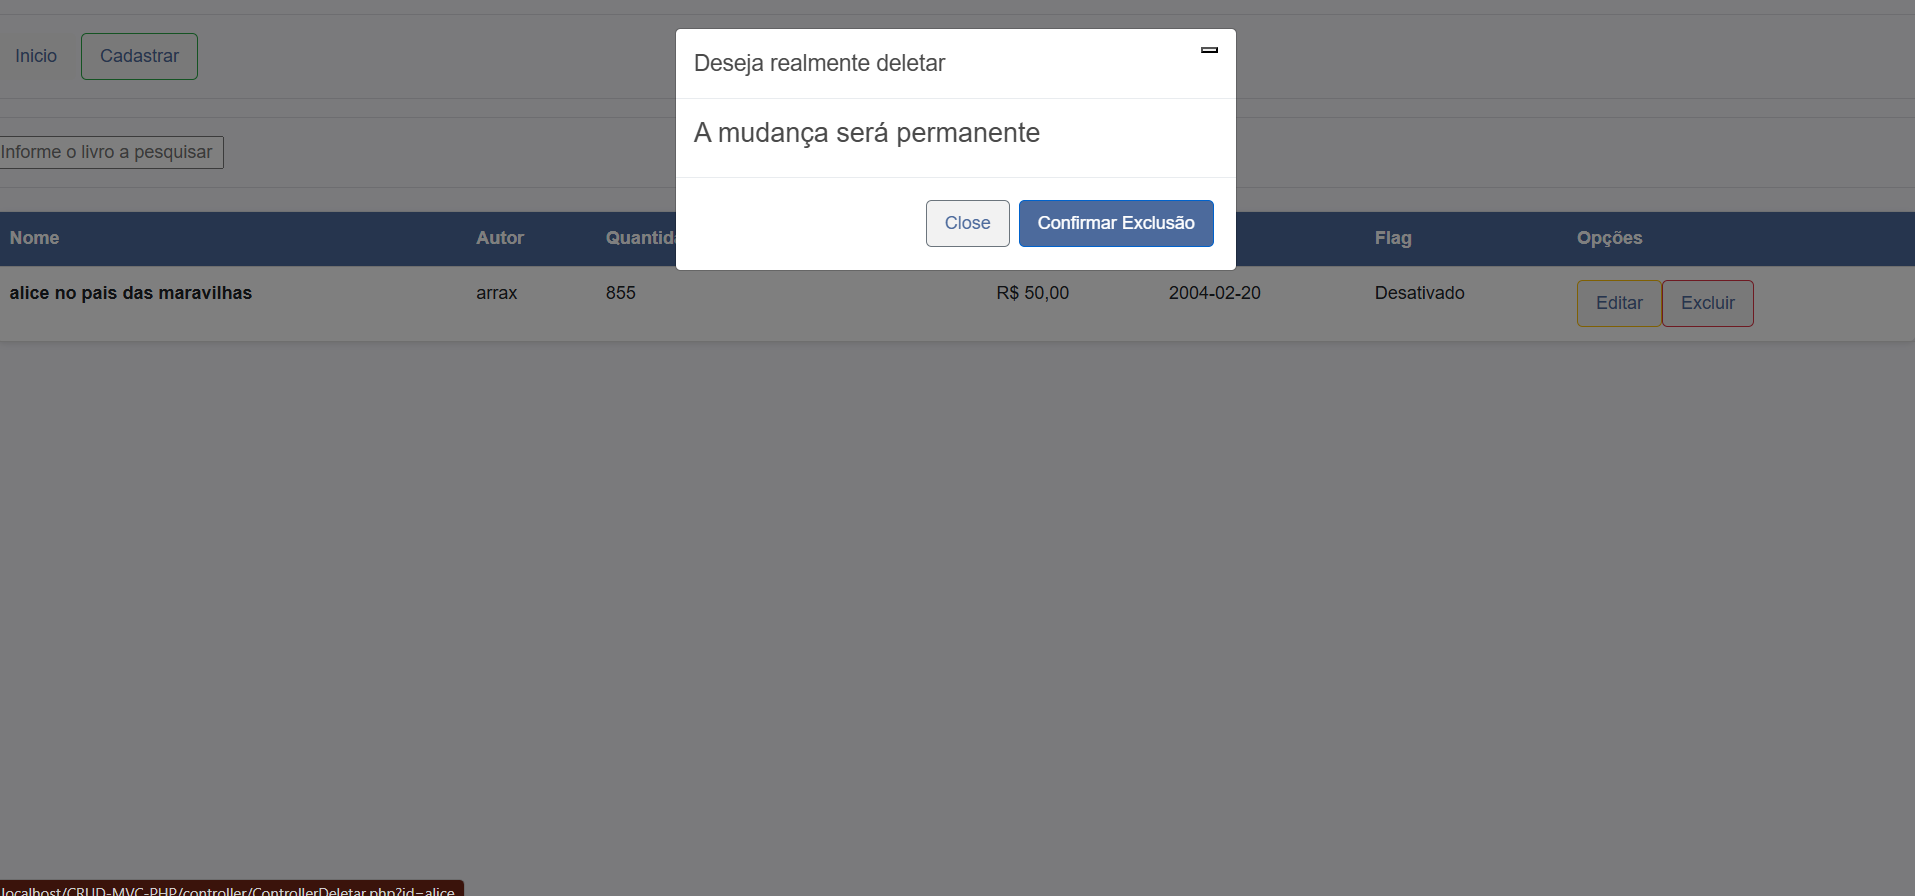 Inicio
Cadastrar
Deseja realmente deletar
A mudança será permanente
Informe o livro a pesquisar
Close
Confirmar Exclusão
Nome
Autor
Quantid
Flag
Opções
alice no pais das maravilhas
arrax
855
R$ 50,00
2004-02-20
Desativado
Editar
Excluir
localhost/CRUD-MVC-PHP/controller/ControllerDeletar.php?id=alice